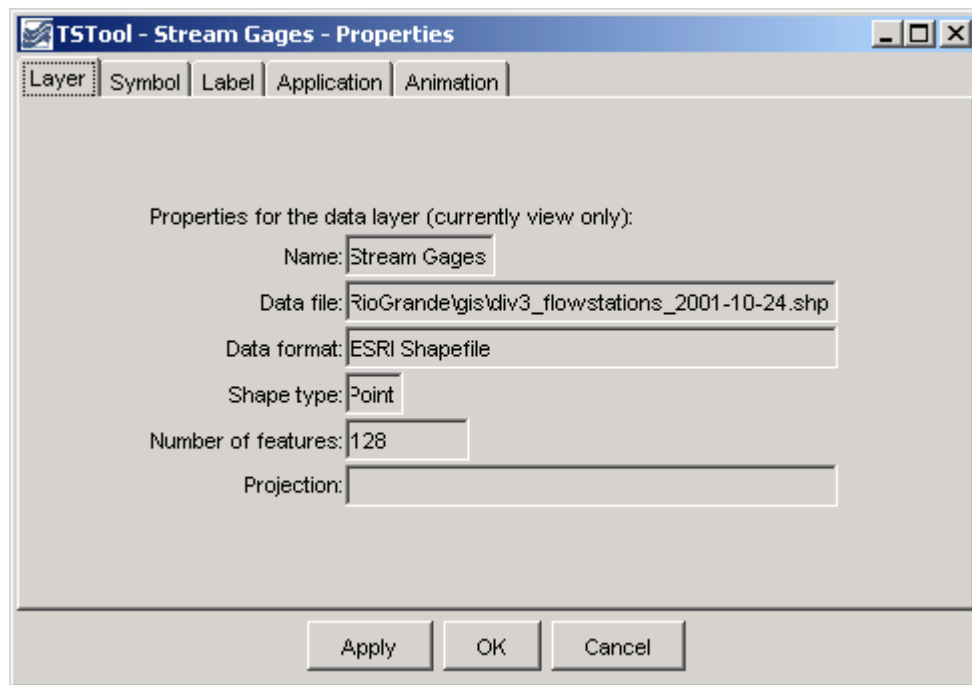 TSTool - Stream Gages - Properties
Layer Symbol Label Application Animation
Properties for the data layer (currently view only):
Name: Stream Gages
Data file: RioGrande\gis\div3_flowstations_2001-10-24.shp
Data format: ESRI Shapefile
Shape type: Point
Number of features: 128
Projection:
Apply OK Cancel